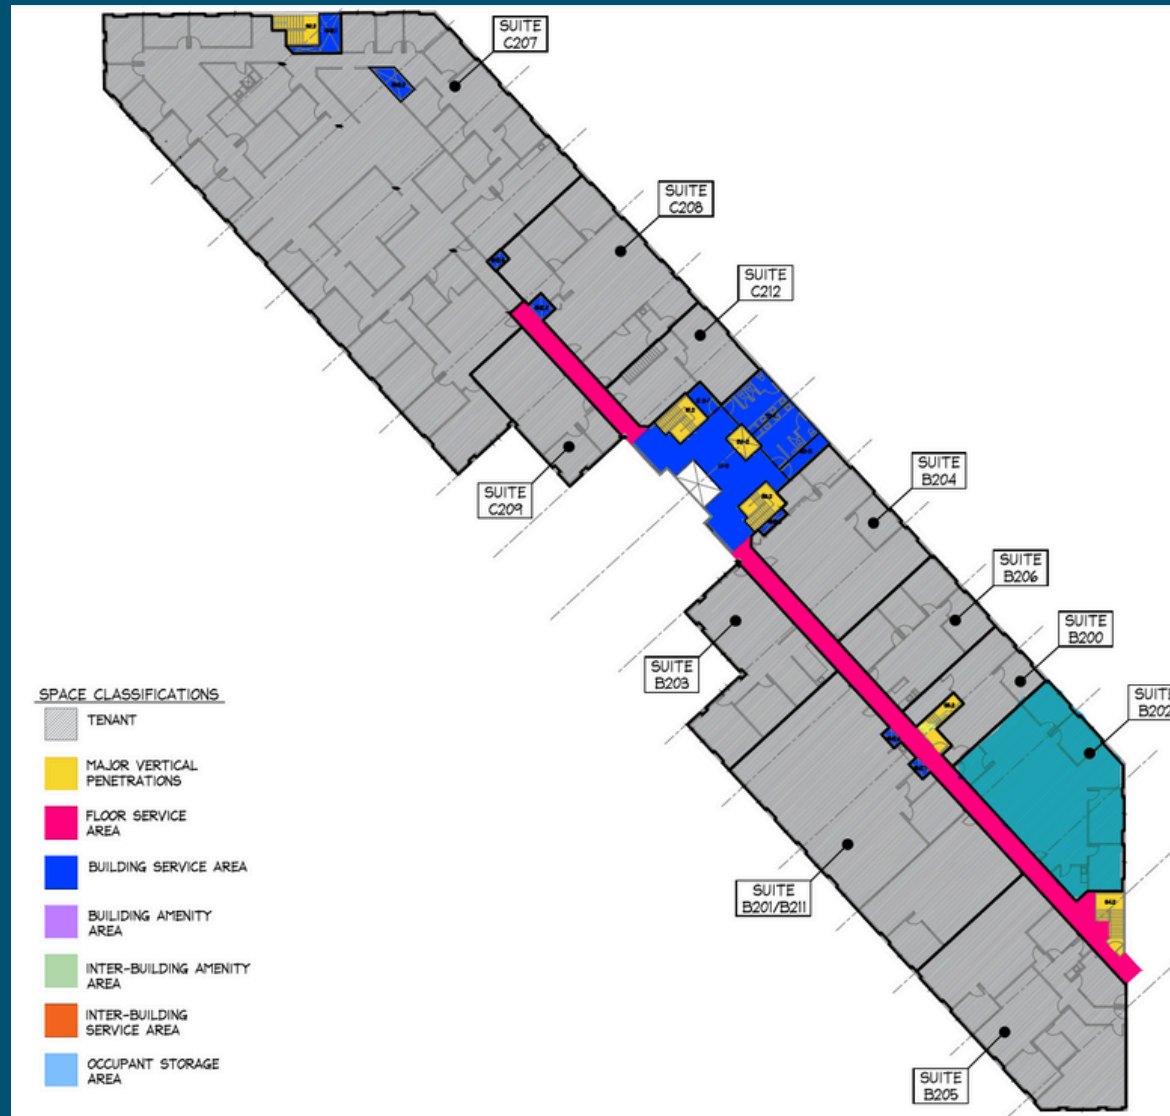 SUITE
C207
SUITE
C208
SUITE
C212
SUITE
C209
SUITE
B204
SUITE
B206
SUITE
B200
SUITE
B203
SUITE
B202
SUITE
B201/B211
SUITE
B205
SPACE CLASSIFICATIONS
TENANT
MAJOR VERTICAL
PENETRATIONS
FLOOR SERVICE
AREA
BUILDING SERVICE AREA
BUILIDING AMENITY
AREA
INTER-BUILDING AMENITY
AREA
INTER-BUILDING
SERVICE AREA
OCCUPANT STORAGE
AREA